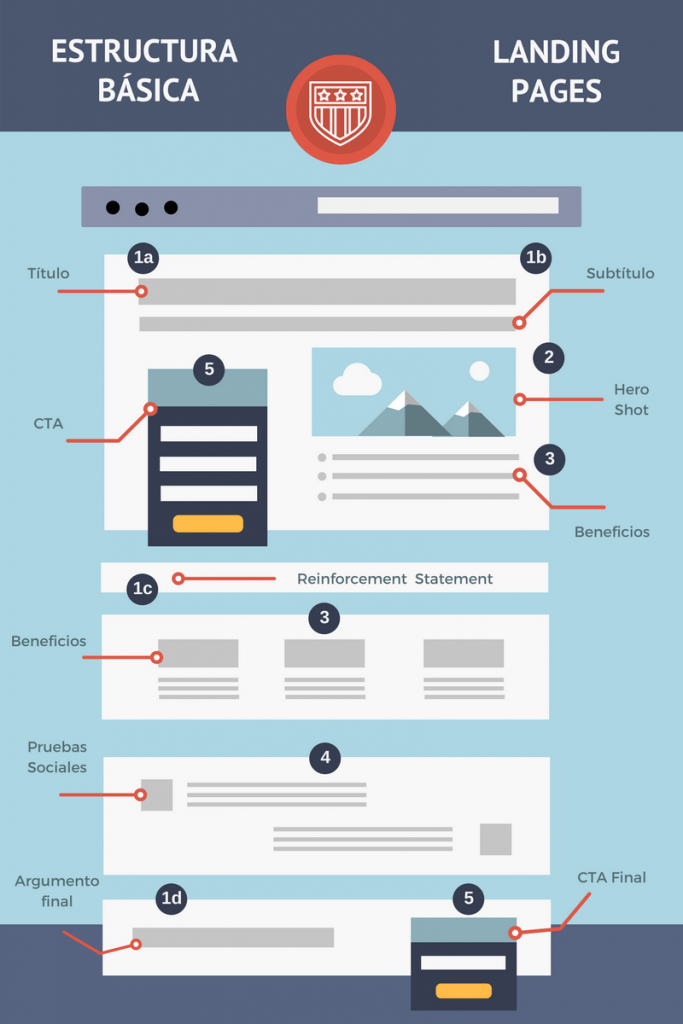 ESTRUCTURA
BÁSICA
LANDING
PAGES
1a
1b
Título
Subtítulo
5
2
CTA
Hero
Shot
3
Beneficios
1c
Reinforcement Statement
3
Beneficios
4
Pruebas
Sociales
Argumento
final
1d
5
CTA Final